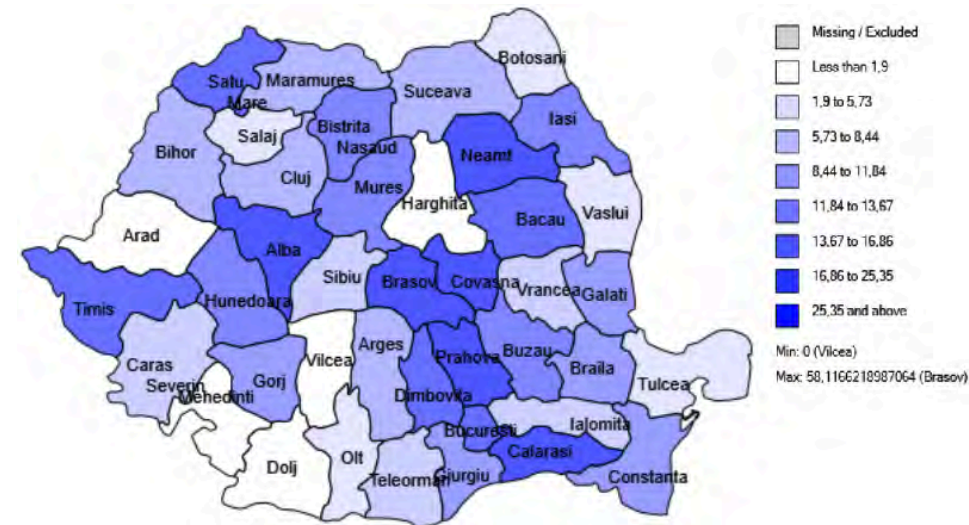 Botosani
Satu
Mare
Maramures
Suceava
Iasi
Salaj
Bistrita
Nasaud
Bihor
Cluj
Neamt
Mures
Harghita
Bacau
Vaslui
Arad
Alba
Sibiu
Brasov
Covasna
Vrancea
Galati
Timis
Hunedoara
Caras
Severin
Mehedinti
Gorj
Vilcea
Arges
Prahova
Dimbovita
Buzau
Braila
Tulcea
Bucuresti
Ialomita
Calarasi
Constanta
Dolj
Olt
Teleorman
Giurgiu
Missing / Excluded
Less than 1,9
1,9 to 5,73
5,73 to 8,44
8,44 to 11,84
11,84 to 13,67
13,67 to 16,86
16,86 to 25,35
25,35 and above
Min: 0 (Vilcea)
Max: 58,1166218987064 (Brasov)